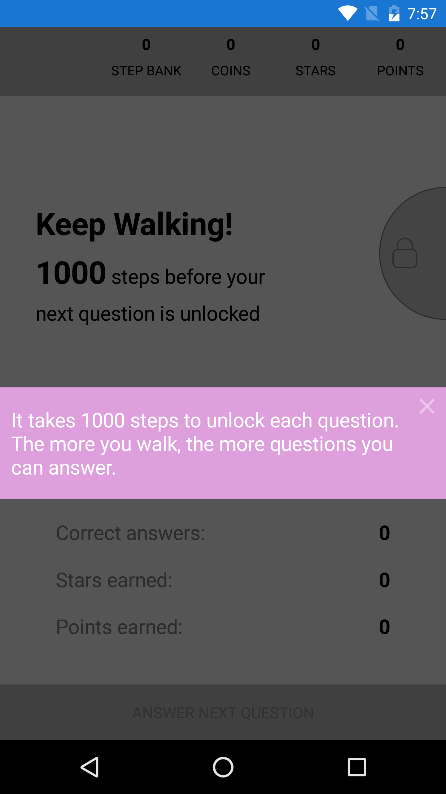 7:57
0 0 0 0
STEP BANK COINS STARS POINTS
Keep Walking!
1000 steps before your
next question is unlocked
It takes 1000 steps to unlock each question.
The more you walk, the more questions you
can answer.
Correct answers: 0
Stars earned: 0
Points earned: 0
ANSWER NEXT QUESTION